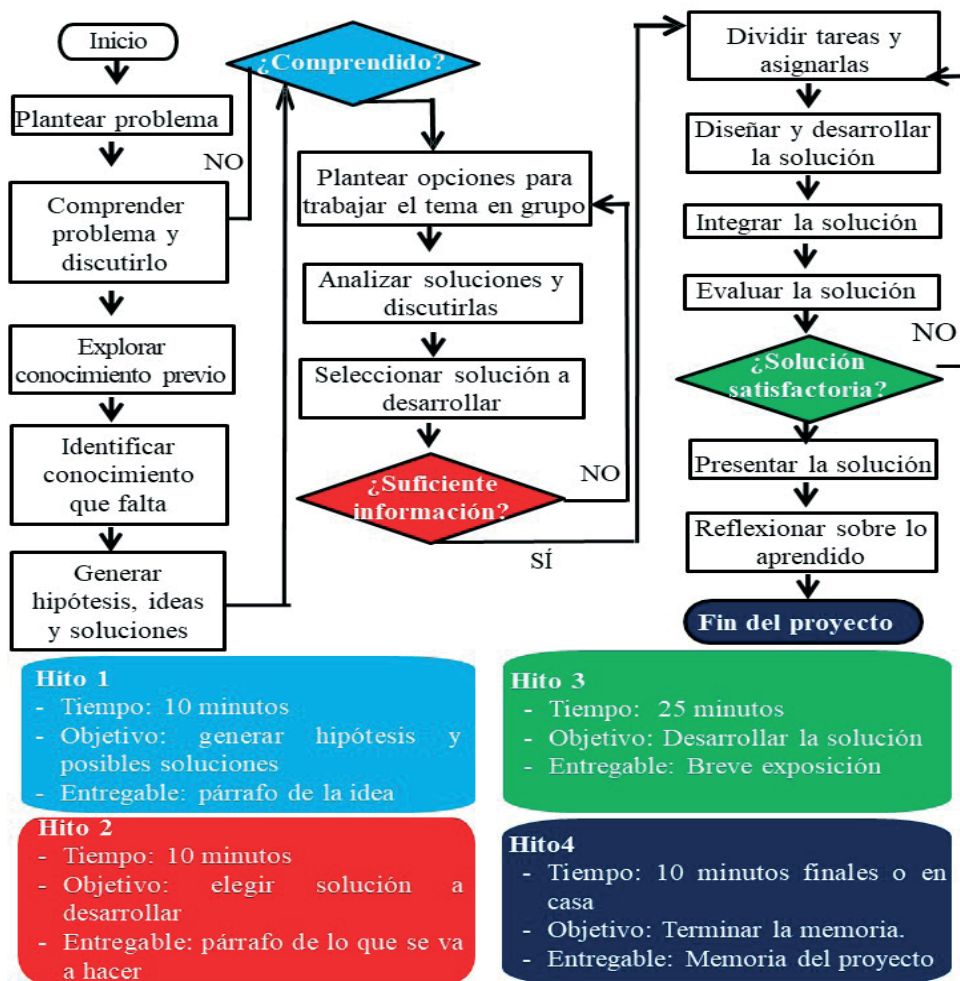 Inicio
Plantear problema
NO
Comprender
problema y
discutirlo
Explorar
conocimiento previo
Identificar
conocimiento
que falta
Generar
hipótesis, ideas
y soluciones
¿Comprendido?
Plantear opciones para
trabajar el tema en grupo
Analizar soluciones y
discutirlas
Seleccionar solución a
desarrollar
¿Suficiente
información?
NO
SÍ
Dividir tareas y
asignarlas
Diseñar y desarrollar
la solución
Integrar la solución
Evaluar la solución
NO
¿Solución
satisfactoria?
Presentar la solución
Reflexionar sobre lo
aprendido
Fin del proyecto
Hito 1
- Tiempo: 10 minutos
- Objetivo: generar hipótesis y
posibles soluciones
- Entregable: párrafo de la idea
Hito 2
- Tiempo: 10 minutos
- Objetivo: elegir solución a
desarrollar
- Entregable: párrafo de lo que se va
a hacer
Hito 3
- Tiempo: 25 minutos
- Objetivo: Desarrollar la solución
- Entregable: Breve exposición
Hito4
- Tiempo: 10 minutos finales o en
casa
- Objetivo: Terminar la memoria.
- Entregable: Memoria del proyecto